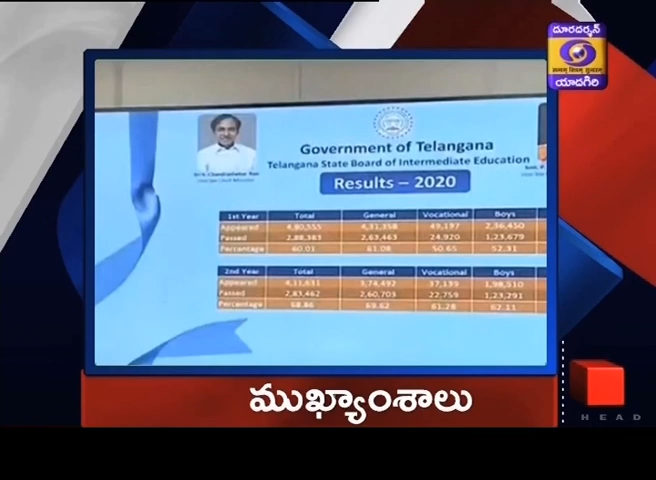 దూరదర్శన్
యాదగిరి
Government of Telangana
Telangana State Board of Intermediate Education
Results – 2020
1st Year Total General Vocational Boys
Appeared 4,80,555 4,31,358 49,197 2,36,430
Passed 2,88,383 2,63,463 24,920 1,23,679
Percantage 60.01 61.08 50.65 52.31
2nd Year Total General Vocational Boys
Appeared 4,11,631 3,74,492 37,139 1,98,510
Passed 2,83,462 2,60,703 22,759 1,23,291
Percentage 68.86 69.62 61.28 62.11
ముఖ్యాంశాలు
HEAD